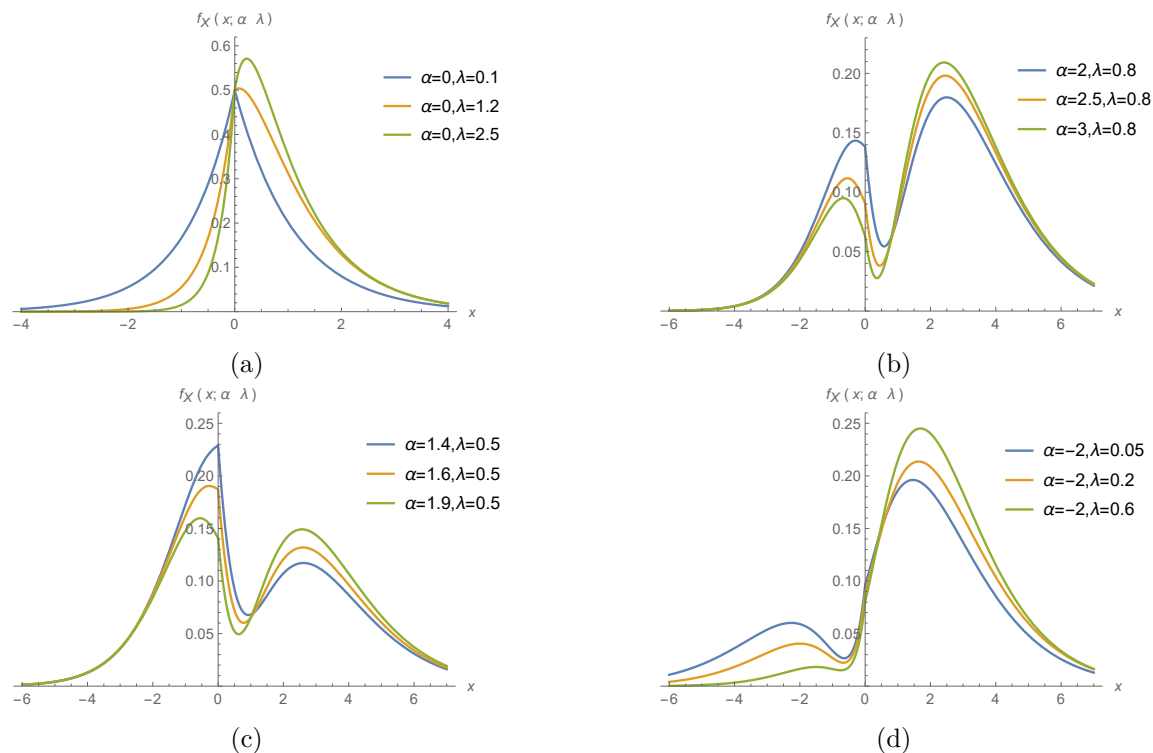 f_X ( x; α λ )
0.6
0.5
0.4
0.3
0.2
0.1
-4 -2 0 2 4 x
α=0,λ=0.1
α=0,λ=1.2
α=0,λ=2.5
(a)
f_X ( x; α λ )
0.20
0.15
0.10
0.05
-6 -4 -2 0 2 4 6 x
α=2,λ=0.8
α=2.5,λ=0.8
α=3,λ=0.8
(b)
f_X ( x; α λ )
0.25
0.20
0.15
0.10
0.05
-6 -4 -2 0 2 4 6 x
α=1.4,λ=0.5
α=1.6,λ=0.5
α=1.9,λ=0.5
(c)
f_X ( x; α λ )
0.25
0.20
0.15
0.10
0.05
-6 -4 -2 0 2 4 6 x
α=-2,λ=0.05
α=-2,λ=0.2
α=-2,λ=0.6
(d)